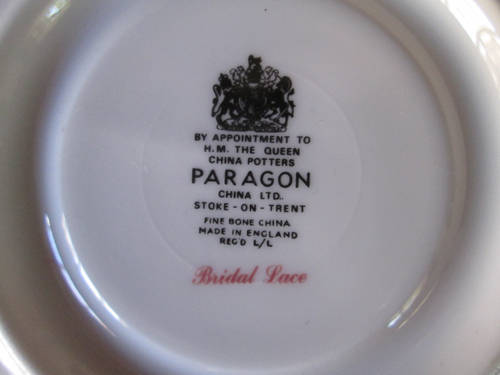 BY APPOINTMENT TO
H.M. THE QUEEN
CHINA POTTERS
PARAGON
CHINA LTD.
STOKE-ON-TRENT
FINE BONE CHINA
MADE IN ENGLAND
REG'D L/L
Bridal Lace